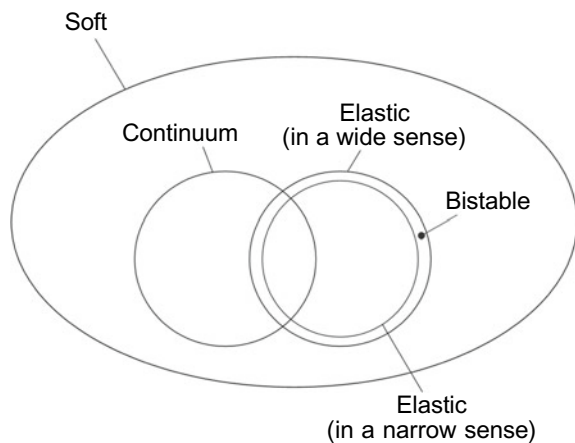 Soft
Continuum
Elastic
(in a wide sense)
Bistable
Elastic
(in a narrow sense)